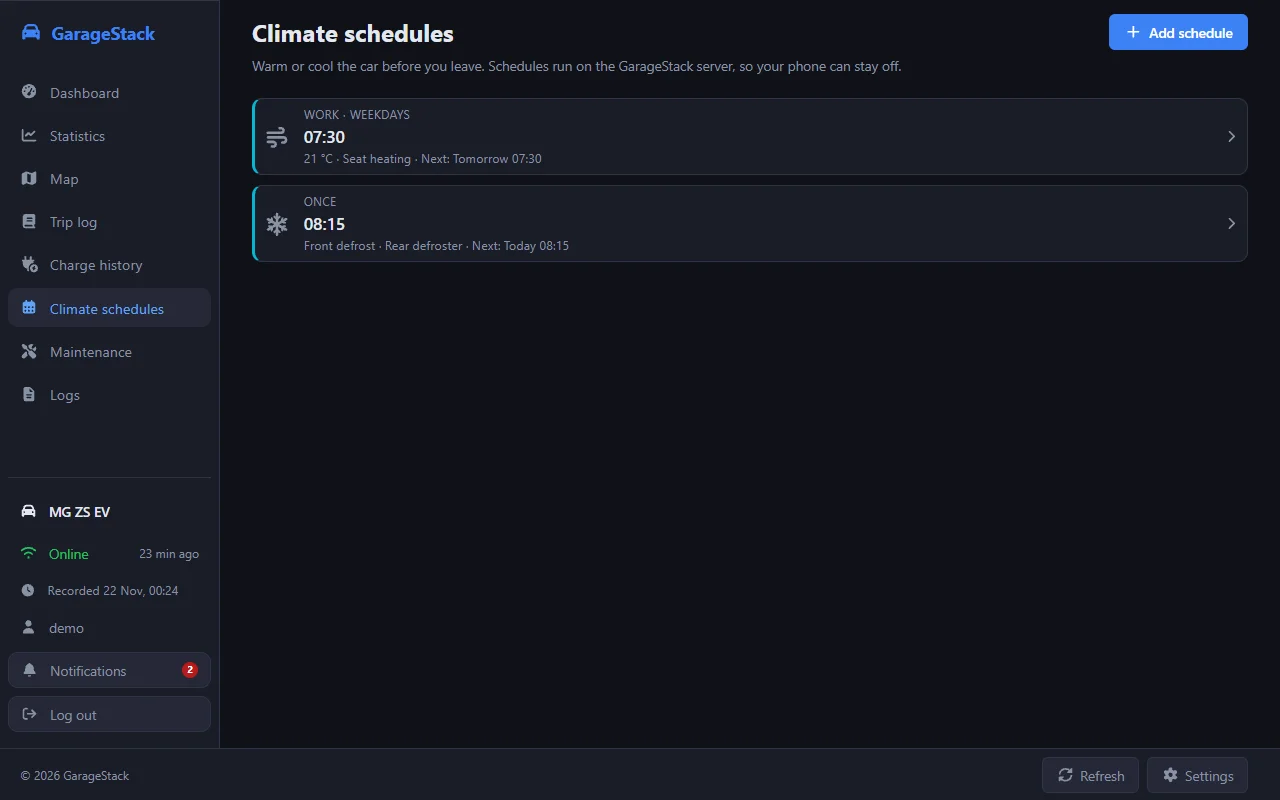 GarageStack
Dashboard
Statistics
Map
Trip log
Charge history
Climate schedules
Maintenance
Logs
MG ZS EV
Online 23 min ago
Recorded 22 Nov, 00:24
demo
Notifications 2
Log out
Climate schedules
Add schedule
Warm or cool the car before you leave. Schedules run on the GarageStack server, so your phone can stay off.
WORK · WEEKDAYS
07:30
21 °C · Seat heating · Next: Tomorrow 07:30
ONCE
08:15
Front defrost · Rear defroster · Next: Today 08:15
© 2026 GarageStack
Refresh
Settings